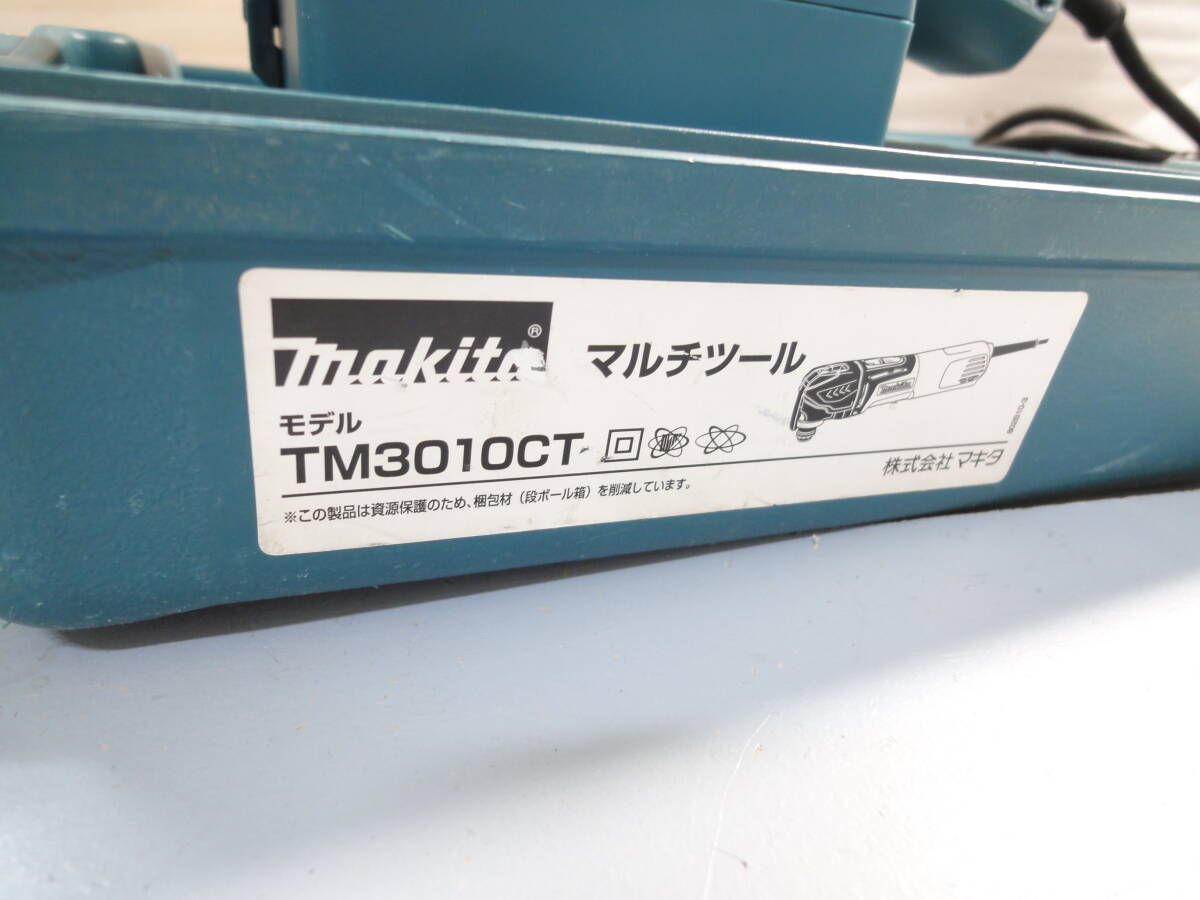 makita®
マルチツール
モデル
TM3010CT
株式会社マキタ
※この製品は資源保護のため、梱包材（段ボール箱）を削減しています。